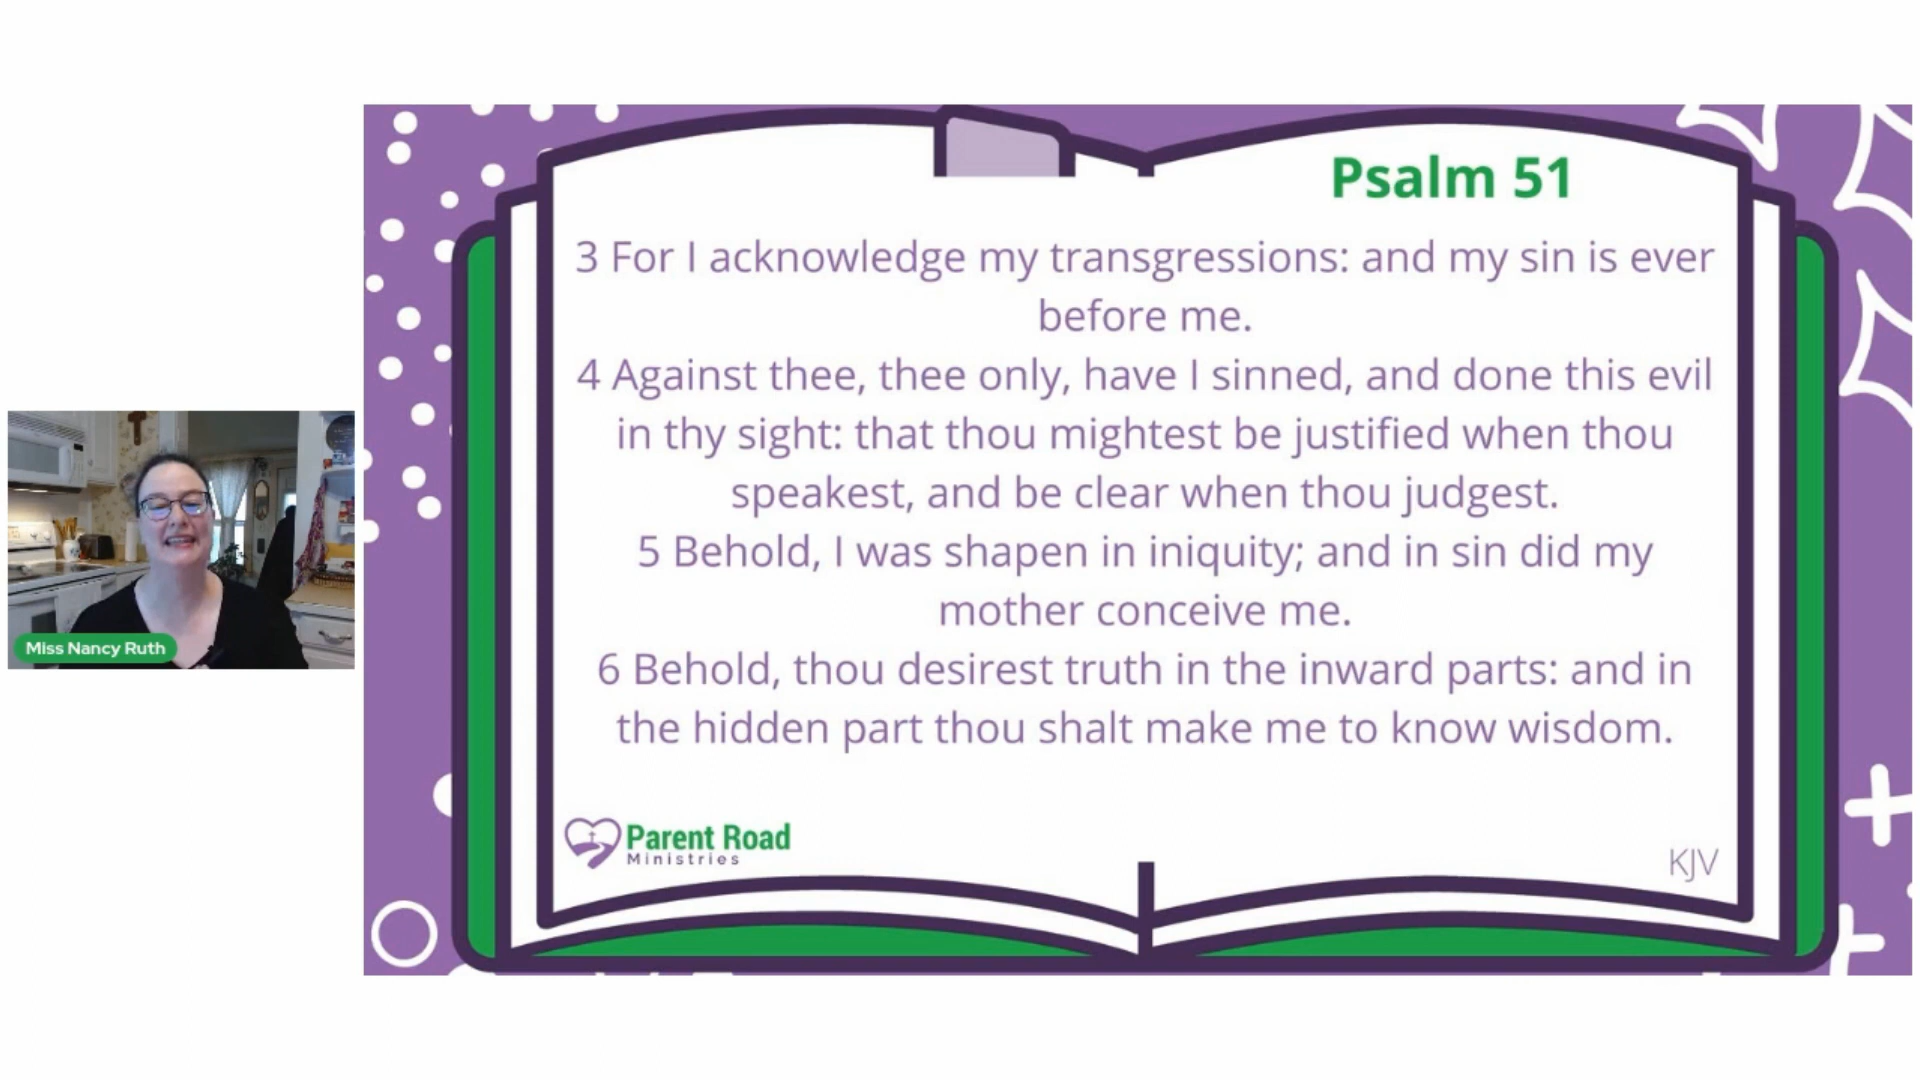 Psalm 51
3 For I acknowledge my transgressions: and my sin is ever
before me.
4 Against thee, thee only, have I sinned, and done this evil
in thy sight: that thou mightest be justified when thou
speakest, and be clear when thou judgest.
5 Behold, I was shapen in iniquity; and in sin did my
mother conceive me.
6 Behold, thou desirest truth in the inward parts: and in
the hidden part thou shalt make me to know wisdom.
Miss Nancy Ruth
Parent Road
Ministries
KJV